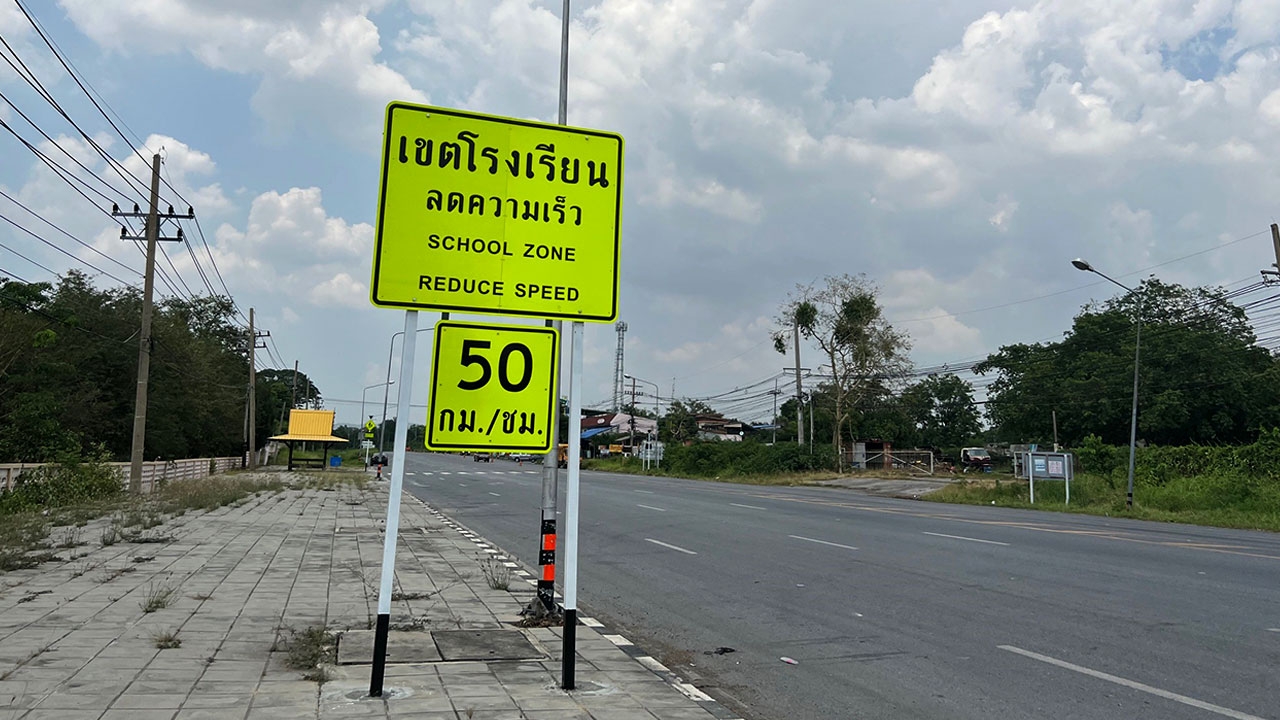 เขตโรงเรียน
ลดความเร็ว
SCHOOL ZONE
REDUCE SPEED
50
กม./ชม.